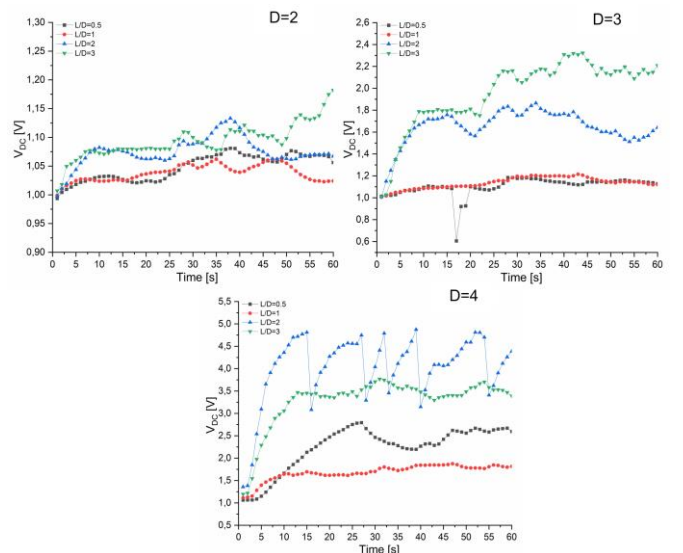 D=2
L/D=0.5
L/D=1
L/D=2
L/D=3
1,30
1,25
1,20
1,15
1,10
1,05
1,00
0,95
0,90
V_DC [V]
0 5 10 15 20 25 30 35 40 45 50 55 60
Time [s]
D=3
L/D=0.5
L/D=1
L/D=2
L/D=3
2,6
2,4
2,2
2,0
1,8
1,6
1,4
1,2
1,0
0,8
0,6
V_DC [V]
0 5 10 15 20 25 30 35 40 45 50 55 60
Time [s]
D=4
L/D=0.5
L/D=1
L/D=2
L/D=3
5,5
5,0
4,5
4,0
3,5
3,0
2,5
2,0
1,5
1,0
0,5
V_DC [V]
0 5 10 15 20 25 30 35 40 45 50 55 60
Time [s]